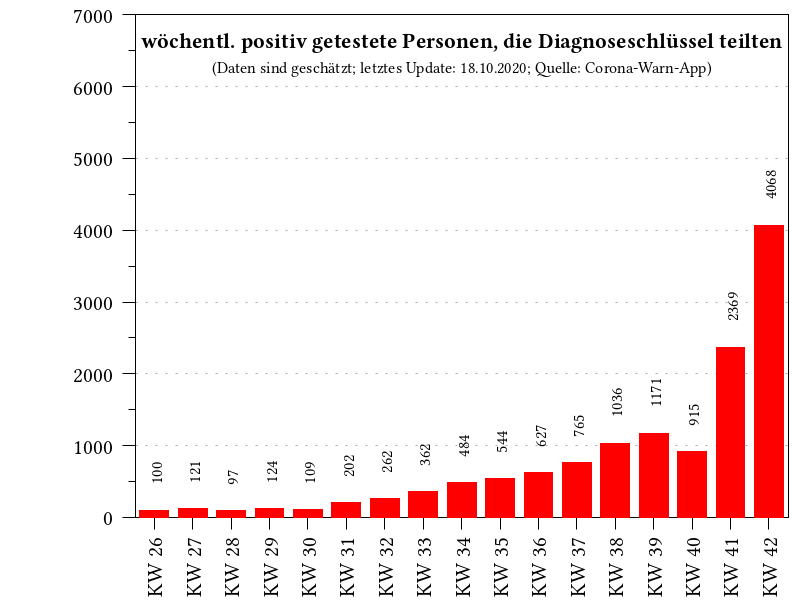 wöchentl. positiv getestete Personen, die Diagnoseschlüssel teilten
(Daten sind geschätzt; letztes Update: 18.10.2020; Quelle: Corona-Warn-App)
7000
6000
5000
4000
3000
2000
1000
0
100
121
97
124
109
202
262
362
484
544
627
765
1036
1171
915
2369
4068
KW 26
KW 27
KW 28
KW 29
KW 30
KW 31
KW 32
KW 33
KW 34
KW 35
KW 36
KW 37
KW 38
KW 39
KW 40
KW 41
KW 42